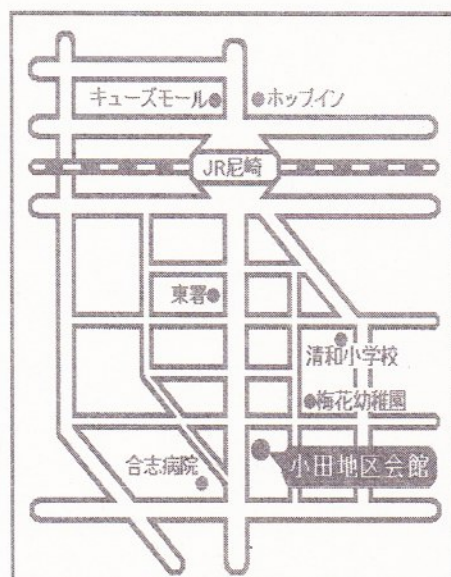 キューズモール
ホップイン
JR尼崎
東署
清和小学校
梅花幼稚園
小田地区会館
合志病院